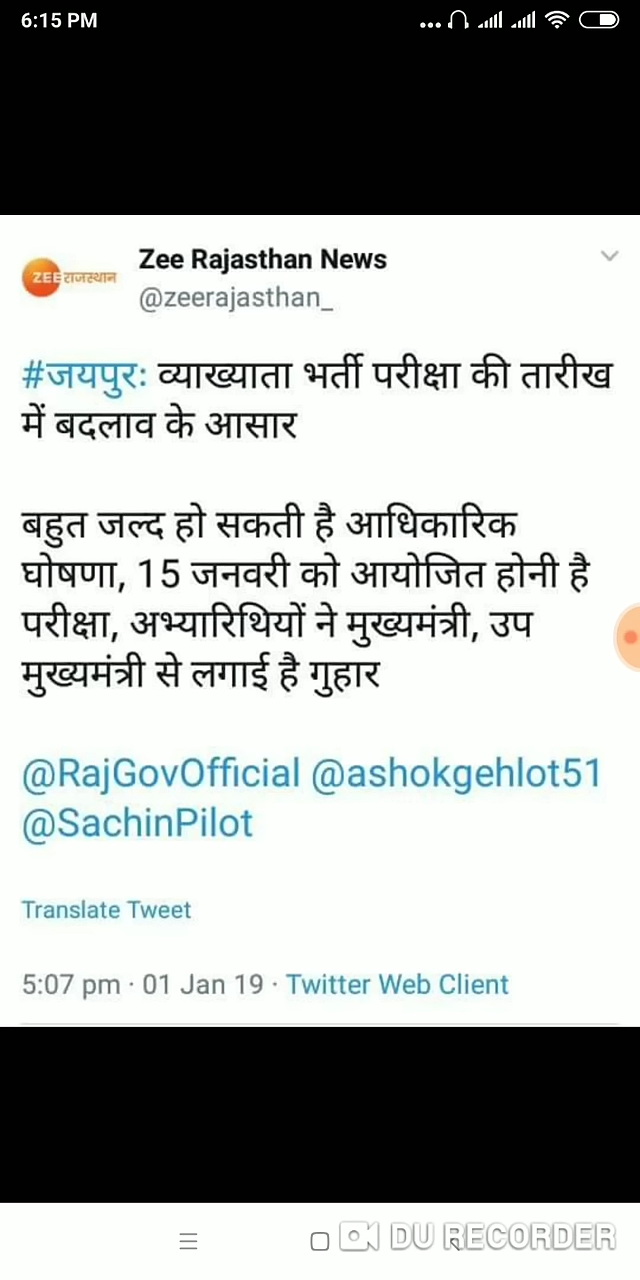 6:15 PM
ZEE राजस्थान
Zee Rajasthan News
@zeerajasthan_
#जयपुर: व्याख्याता भर्ती परीक्षा की तारीख
में बदलाव के आसार
बहुत जल्द हो सकती है आधिकारिक
घोषणा, 15 जनवरी को आयोजित होनी है
परीक्षा, अभ्यारिथियों ने मुख्यमंत्री, उप
मुख्यमंत्री से लगाई है गुहार
@RajGovOfficial @ashokgehlot51
@SachinPilot
Translate Tweet
5:07 pm · 01 Jan 19 · Twitter Web Client
DU RECORDER